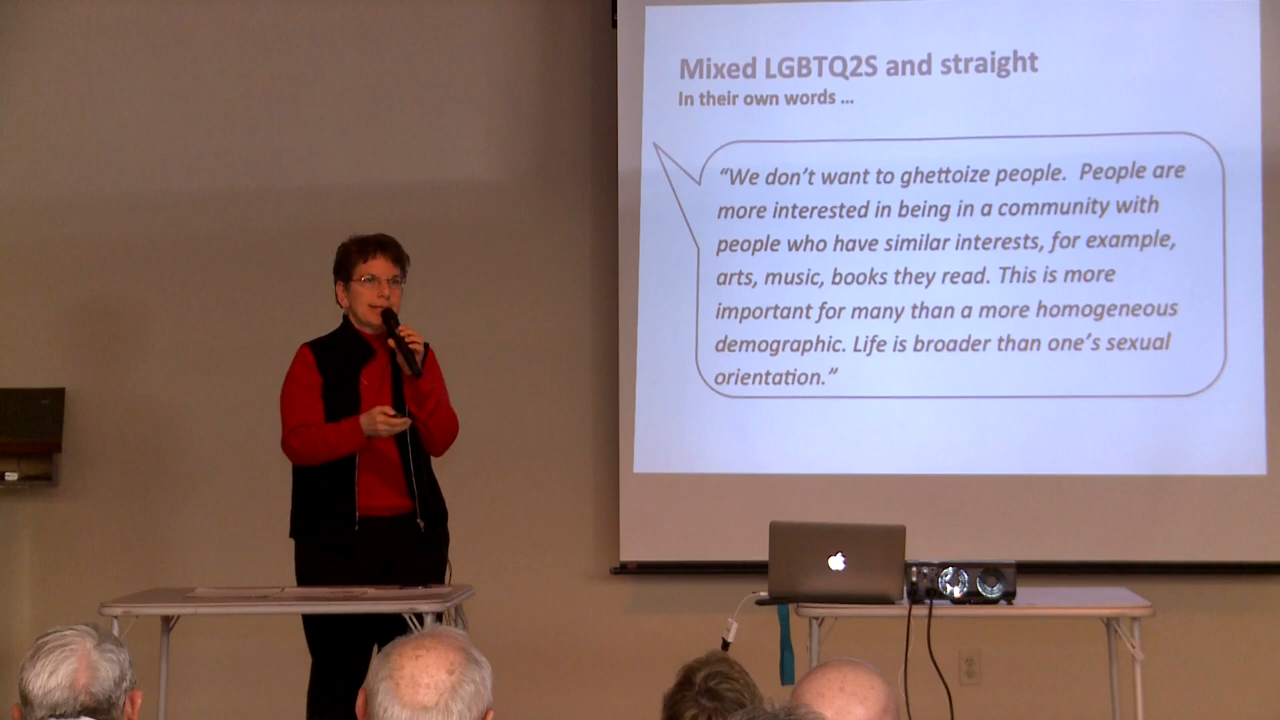 Mixed LGBTQ2S and straight
In their own words ...
“We don’t want to ghettoize people.  People are
more interested in being in a community with
people who have similar interests, for example,
arts, music, books they read. This is more
important for many than a more homogeneous
demographic. Life is broader than one’s sexual
orientation.”